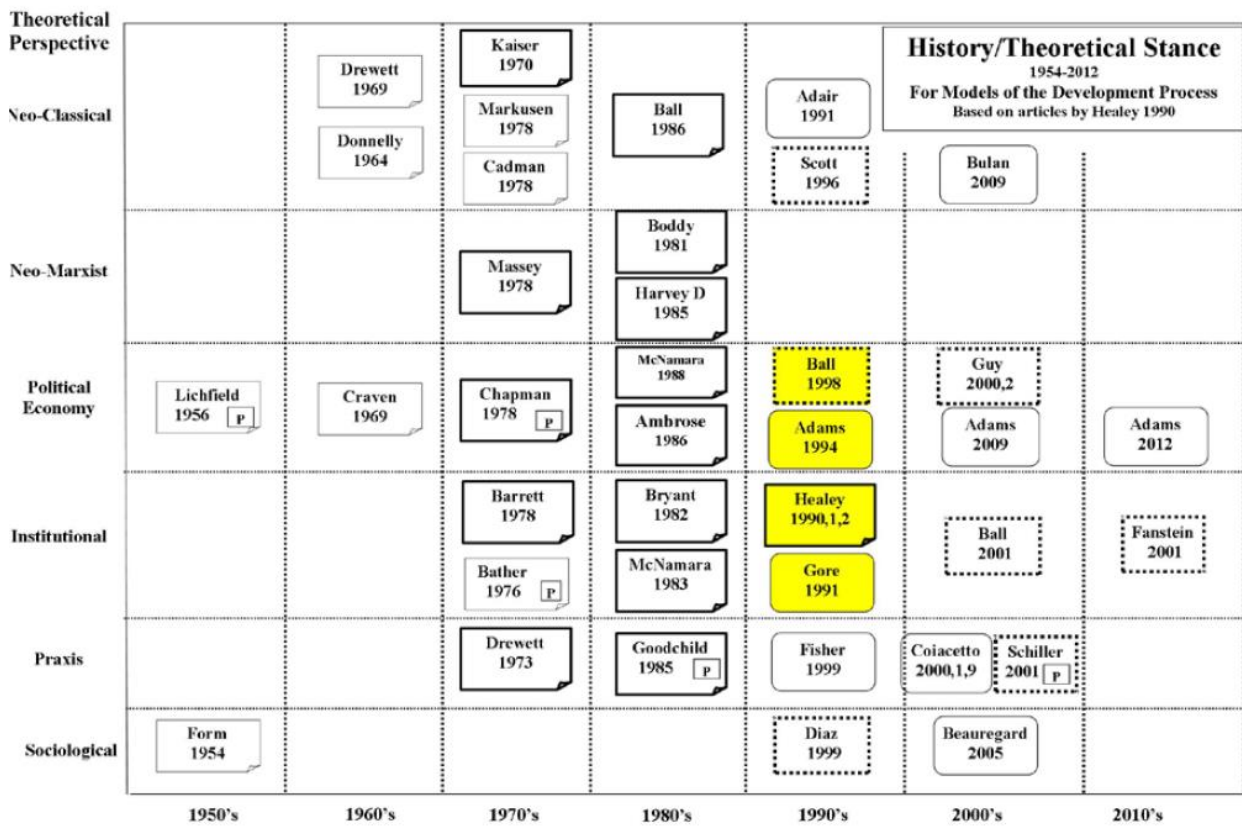 Theoretical
Perspective
History/Theoretical Stance
1954-2012
For Models of the Development Process
Based on articles by Healey 1990
Neo-Classical
Drewett
1969
Donnelly
1964
Kaiser
1970
Markusen
1978
Cadman
1978
Ball
1986
Adair
1991
Scott
1996
Bulan
2009
Neo-Marxist
Massey
1978
Boddy
1981
Harvey D
1985
Political
Economy
Lichfield
1956 P
Craven
1969
Chapman
1978 P
McNamara
1988
Ambrose
1986
Ball
1998
Adams
1994
Guy
2000,2
Adams
2009
Adams
2012
Institutional
Barrett
1978
Bather
1976 P
Bryant
1982
McNamara
1983
Healey
1990,1,2
Gore
1991
Ball
2001
Fanstein
2001
Praxis
Drewett
1973
Goodchild
1985 P
Fisher
1999
Coiacetto
2000,1,9
Schiller
2001 P
Sociological
Form
1954
Diaz
1999
Beauregard
2005
1950's
1960's
1970's
1980's
1990's
2000's
2010's